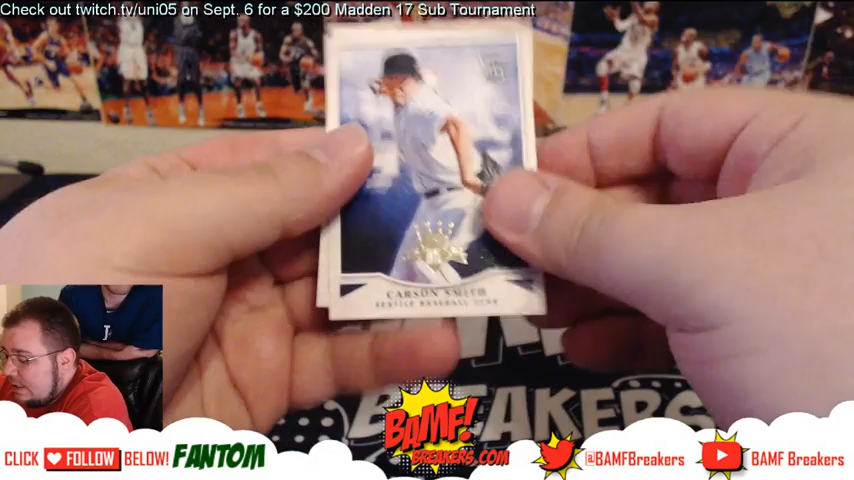 Check out twitch.tv/uni05 on Sept. 6 for a $200 Madden 17 Sub Tournament
CARSON SMITH
SEATTLE BASEBALL CLUB
BREAKERS
BAMF!
BREAKERS.COM
CLICK FOLLOW BELOW! FANTOM
@BAMFBreakers
BAMF Breakers